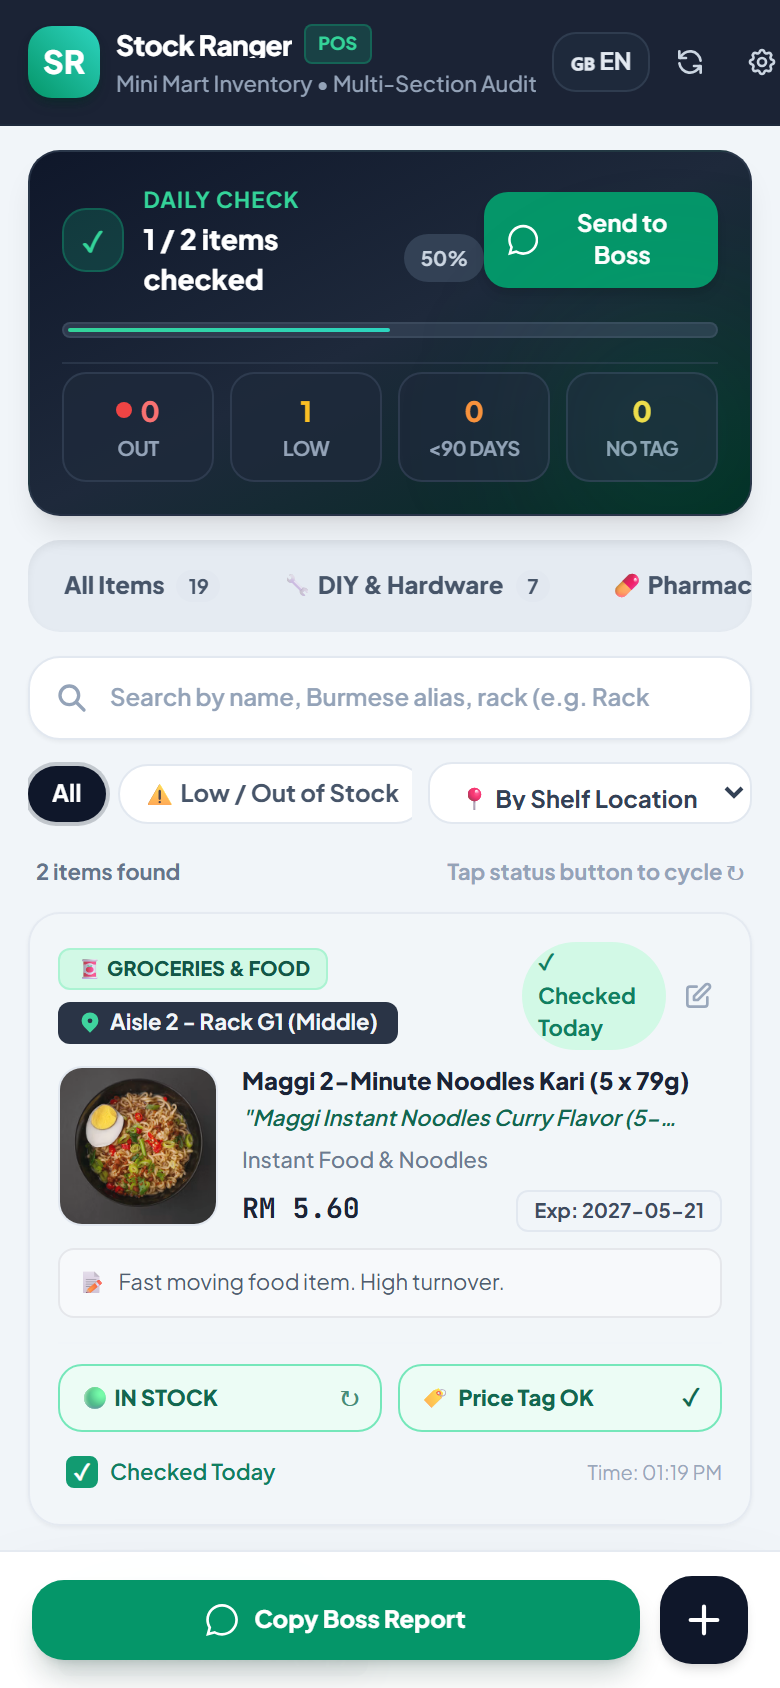 SR
Stock Ranger
POS
Mini Mart Inventory • Multi-Section Audit
GB EN
DAILY CHECK
1 / 2 items
checked
50%
Send to
Boss
0
OUT
1
LOW
0
<90 DAYS
0
NO TAG
All Items 19
DIY & Hardware 7
Pharmac
Search by name, Burmese alias, rack (e.g. Rack
All
Low / Out of Stock
By Shelf Location
2 items found
Tap status button to cycle ↻
GROCERIES & FOOD
Aisle 2 - Rack G1 (Middle)
✓
Checked
Today
Maggi 2-Minute Noodles Kari (5 x 79g)
"Maggi Instant Noodles Curry Flavor (5-...
Instant Food & Noodles
RM 5.60
Exp: 2027-05-21
Fast moving food item. High turnover.
IN STOCK ↻
Price Tag OK ✓
Checked Today
Time: 01:19 PM
Copy Boss Report
+